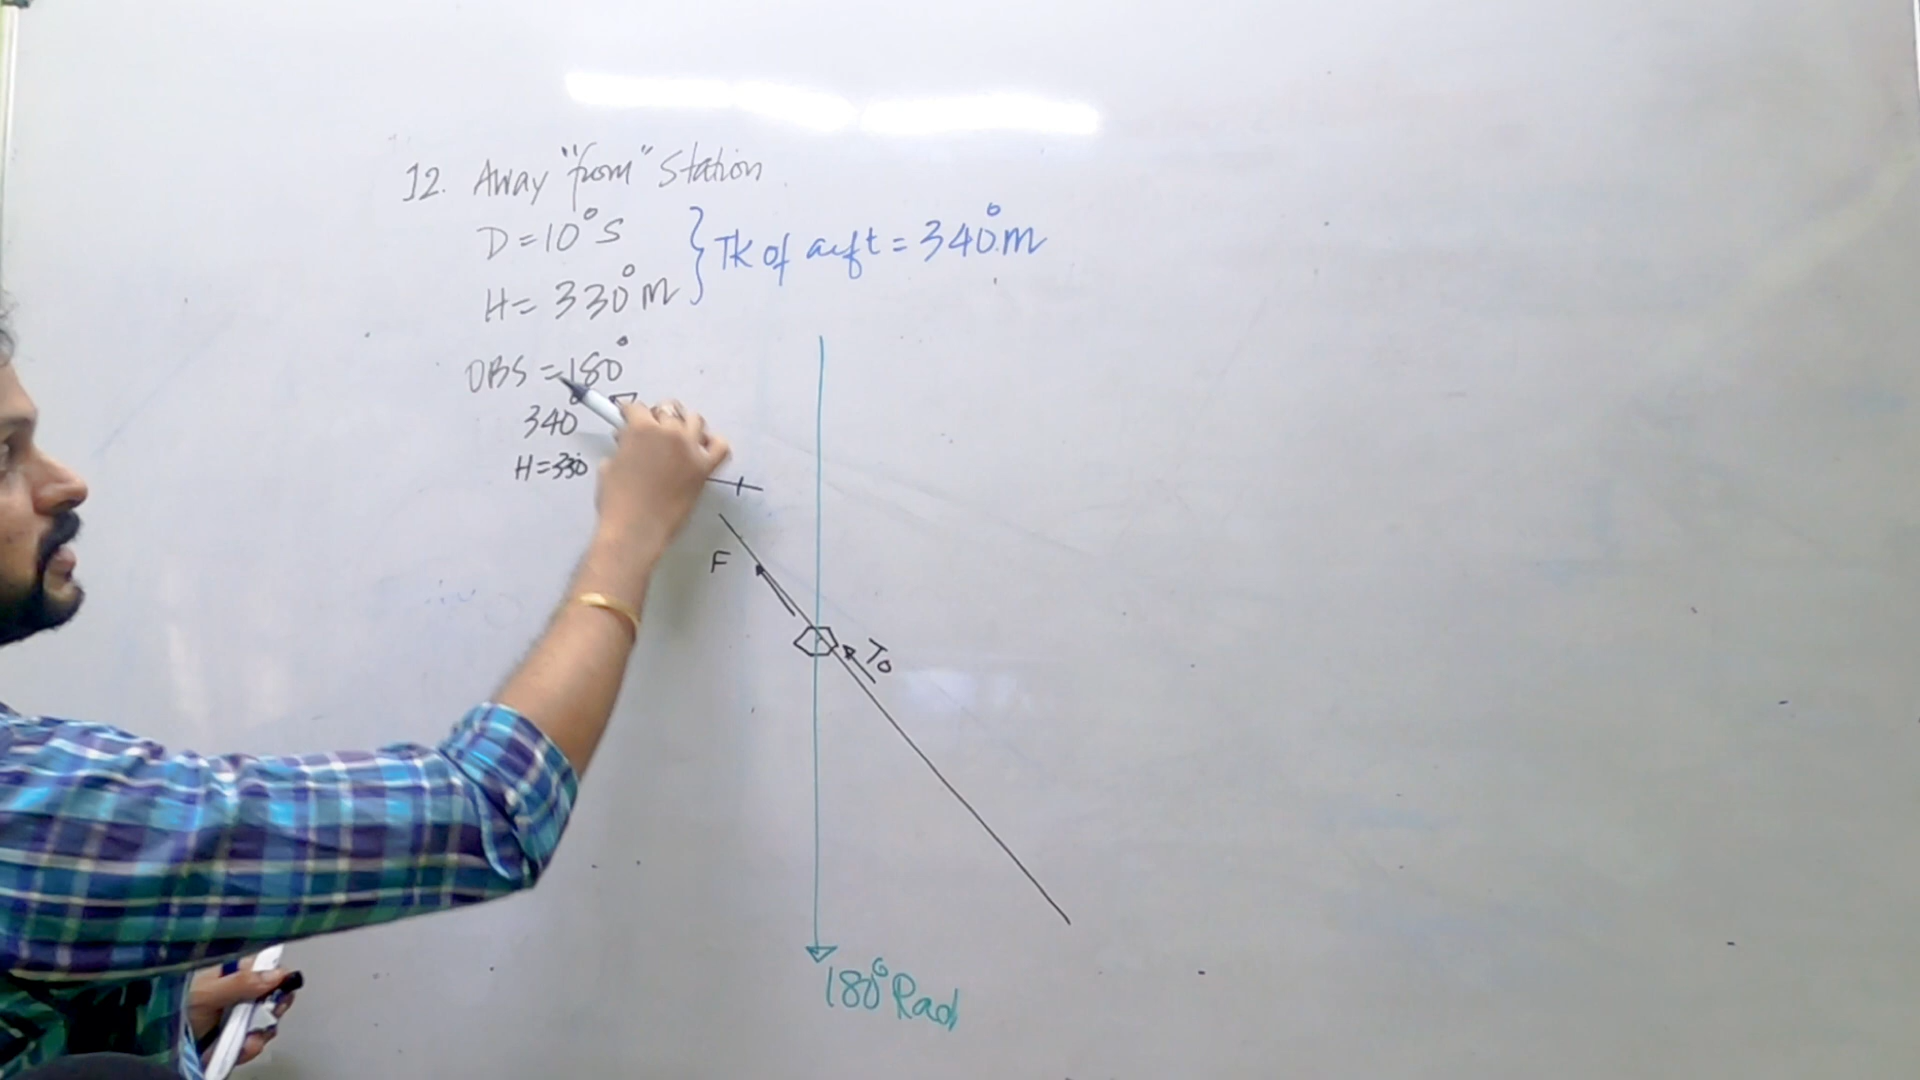 12. Away "from" Station
D = 10° S
H = 330° M
} Tk of acft = 340° M
OBS = 180°
340°
H = 330
F
To
180° Rad